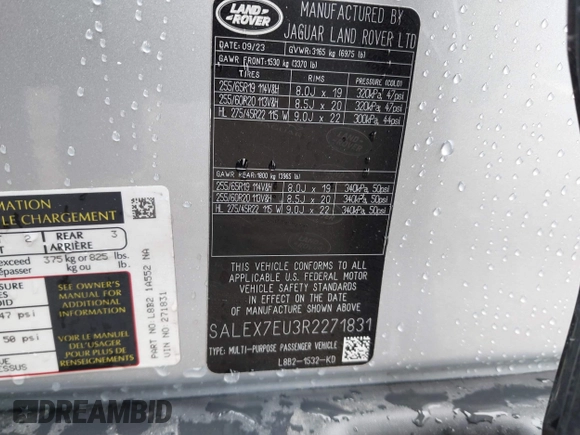 LAND
ROVER
MANUFACTURED BY
JAGUAR LAND ROVER LTD
DATE: 09/23 GVWR: 3165 kg (6975 lb)
GAWR FRONT: 1530 kg (3370 lb)
TIRES RIMS PRESSURE (COLD)
255/65R19 114V&H 8.0J x 19 320kPa, 47psi
255/60R20 113V&H 8.5J x 20 320kPa, 47psi
HL 275/45R22 115 W 9.0J x 22 300kPa, 44psi
GAWR REAR: 1800 kg (3965 lb)
255/65R19 114V&H 8.0J x 19 340kPa, 50psi
255/60R20 113V&H 8.5J x 20 340kPa, 50psi
HL 275/45R22 115 W 9.0J x 22 340kPa, 50psi
THIS VEHICLE CONFORMS TO ALL
APPLICABLE U.S. FEDERAL MOTOR
VEHICLE SAFETY STANDARDS
IN EFFECT ON THE DATE OF
MANUFACTURE SHOWN ABOVE
SALEX7EU3R2271831
TYPE: MULTI-PURPOSE PASSENGER VEHICLE
L8B2-1532-KD
RMATION
LE CHARGEMENT
2 REAR 3
ARRIÈRE
exceed 375 kg or 825 lbs.
épasser kg ou lb.
SEE OWNER'S
MANUAL FOR
ADDITIONAL
INFORMATION
47 psi
50 psi
VOIR LE MANUEL
DE L'USAGER
POUR PLUS DE
RENSEIGNEMENTS
PART NO. L8B2 1A552 NA
VIN 271831
DREAMBID